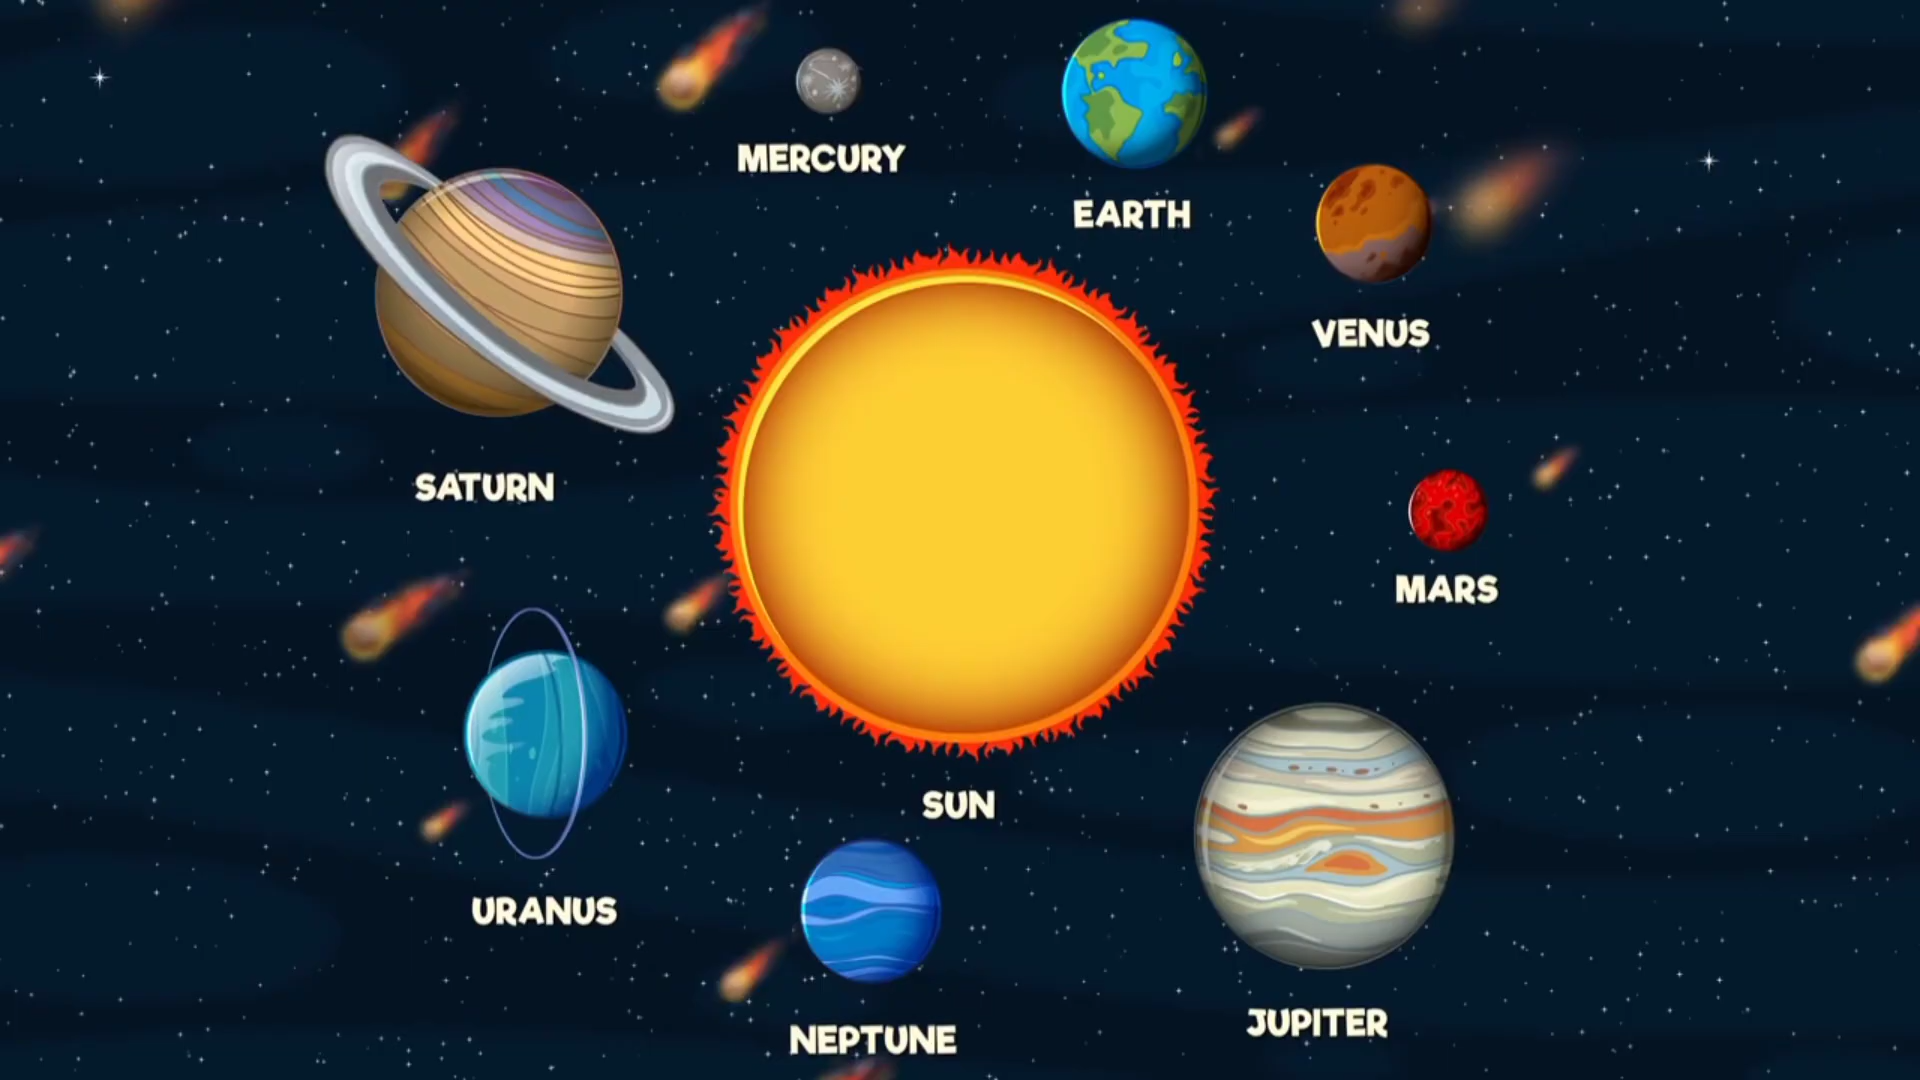 MERCURY
EARTH
VENUS
SATURN
MARS
SUN
URANUS
JUPITER
NEPTUNE